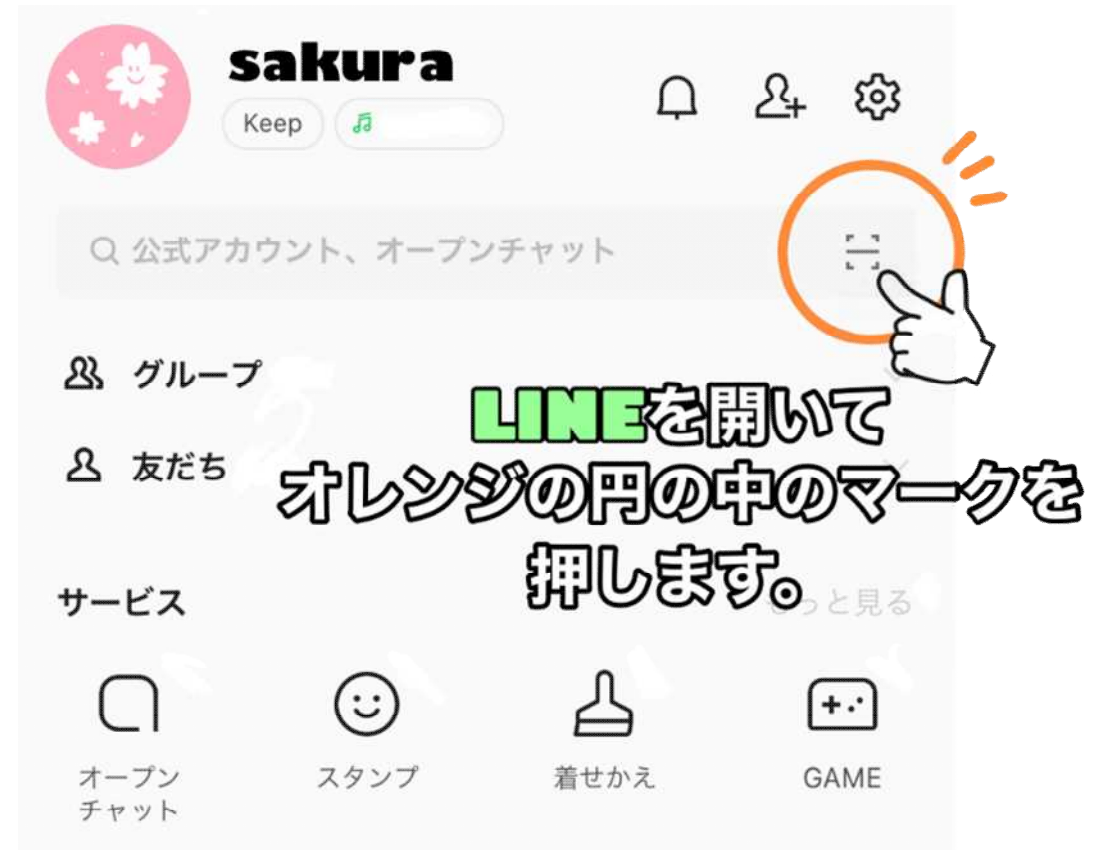 sakura
Keep
公式アカウント、オープンチャット
グループ
友だち
LINEを開いて
オレンジの円の中のマークを
押します。
サービス
もっと見る
オープン
チャット
スタンプ
着せかえ
GAME